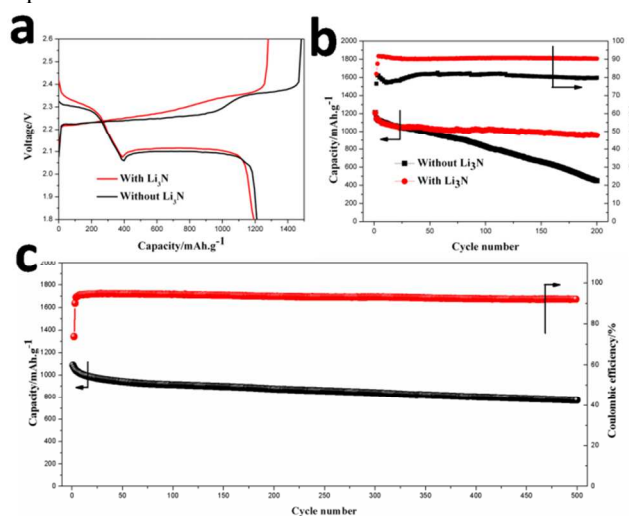 a
2.6
2.5
2.4
2.3
2.2
2.1
2.0
1.9
1.8
Voltage/V
With Li3N
Without Li3N
0 200 400 600 800 1000 1200 1400
Capacity/mAh.g-1
b
2000
1800
1600
1400
1200
1000
800
600
400
200
0
Capacity/mAh.g-1
Without Li3N
With Li3N
100
90
80
70
60
50
40
30
20
10
0
0 50 100 150 200
Cycle number
c
2000
1800
1600
1400
1200
1000
800
600
400
200
0
Capacity/mAh.g-1
100
80
60
40
20
0
Coulombic efficiency/%
0 50 100 150 200 250 300 350 400 450 500
Cycle number